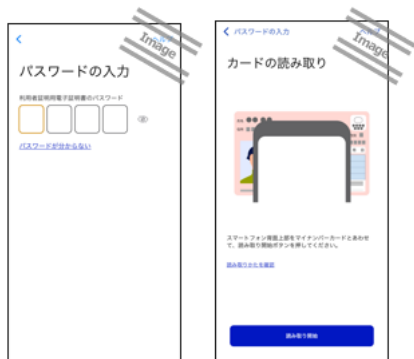 Image
パスワードの入力
利用者証明用電子証明書のパスワード
パスワードが分からない
パスワードの入力
Image
カードの読み取り
スマートフォン背面上部をマイナンバーカードとあわせ
て、読み取り開始ボタンを押してください。
読み取りかたを確認
読み取り開始